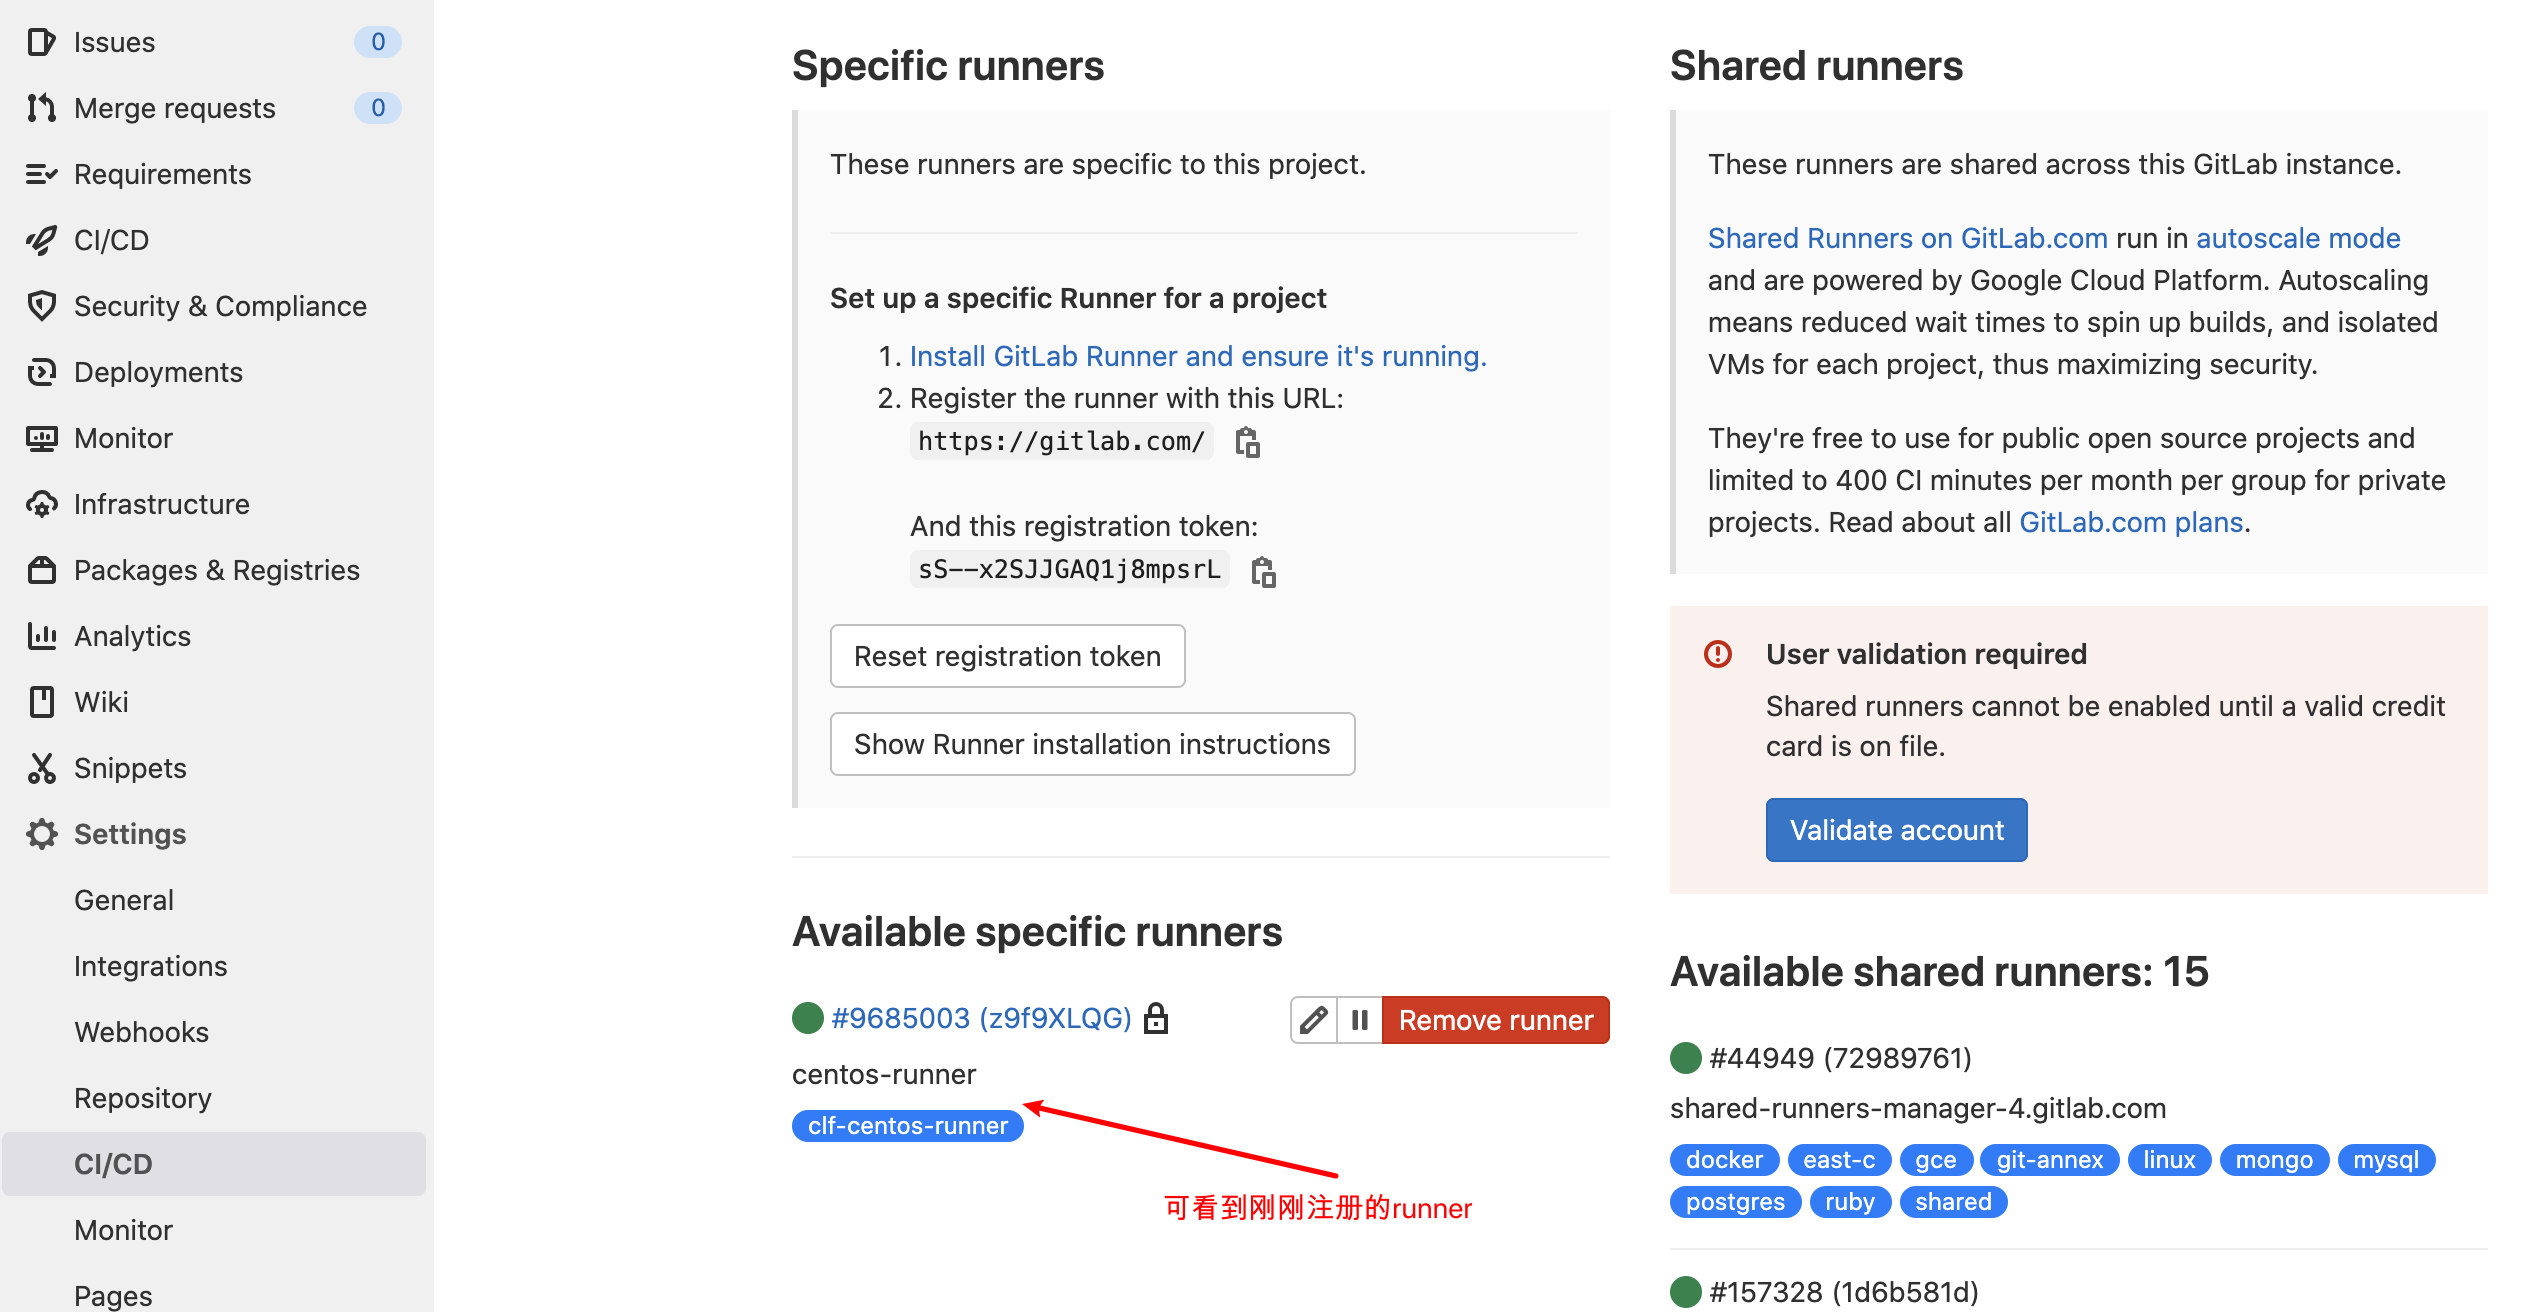 Issues 0
Merge requests 0
Requirements
CI/CD
Security & Compliance
Deployments
Monitor
Infrastructure
Packages & Registries
Analytics
Wiki
Snippets
Settings
General
Integrations
Webhooks
Repository
CI/CD
Monitor
Pages
Specific runners
These runners are specific to this project.
Set up a specific Runner for a project
1. Install GitLab Runner and ensure it's running.
2. Register the runner with this URL:
https://gitlab.com/
And this registration token:
sS--x2SJJGAQ1j8mpsrL
Reset registration token
Show Runner installation instructions
Available specific runners
#9685003 (z9f9XLQG)
Remove runner
centos-runner
clf-centos-runner
可看到刚刚注册的runner
Shared runners
These runners are shared across this GitLab instance.
Shared Runners on GitLab.com run in autoscale mode
and are powered by Google Cloud Platform. Autoscaling
means reduced wait times to spin up builds, and isolated
VMs for each project, thus maximizing security.
They're free to use for public open source projects and
limited to 400 CI minutes per month per group for private
projects. Read about all GitLab.com plans.
User validation required
Shared runners cannot be enabled until a valid credit
card is on file.
Validate account
Available shared runners: 15
#44949 (72989761)
shared-runners-manager-4.gitlab.com
docker east-c gce git-annex linux mongo mysql
postgres ruby shared
#157328 (1d6b581d)